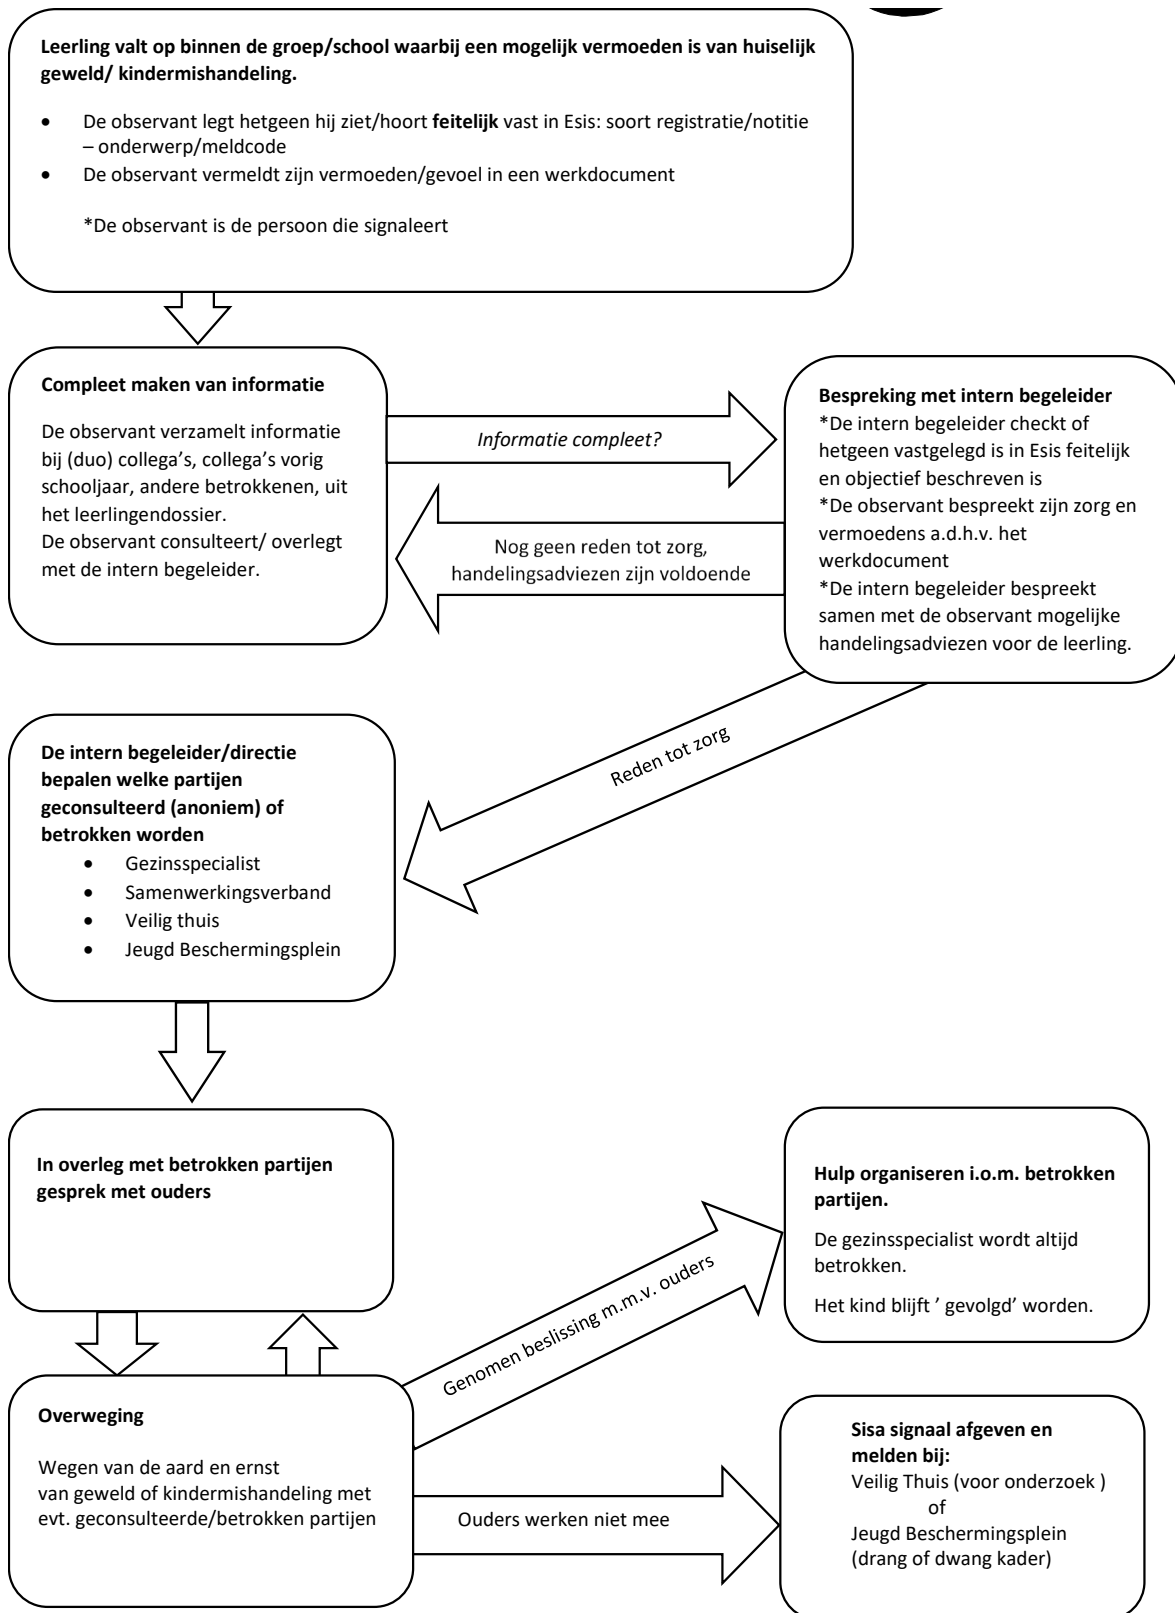 Leerling valt op binnen de groep/school waarbij een mogelijk vermoeden is van huiselijk
geweld/ kindermishandeling.
• De observant legt hetgeen hij ziet/hoort feitelijk vast in Esis: soort registratie/notitie
– onderwerp/meldcode
• De observant vermeldt zijn vermoeden/gevoel in een werkdocument
*De observant is de persoon die signaleert
Compleet maken van informatie
De observant verzamelt informatie
bij (duo) collega's, collega's vorig
schooljaar, andere betrokkenen, uit
het leerlingendossier.
De observant consulteert/ overlegt
met de intern begeleider.
Informatie compleet?
Nog geen reden tot zorg,
handelingsadviezen zijn voldoende
Bespreking met intern begeleider
*De intern begeleider checkt of
hetgeen vastgelegd is in Esis feitelijk
en objectief beschreven is
*De observant bespreekt zijn zorg en
vermoedens a.d.h.v. het
werkdocument
*De intern begeleider bespreekt
samen met de observant mogelijke
handelingsadviezen voor de leerling.
Reden tot zorg
De intern begeleider/directie
bepalen welke partijen
geconsulteerd (anoniem) of
betrokken worden
• Gezinsspecialist
• Samenwerkingsverband
• Veilig thuis
• Jeugd Beschermingsplein
In overleg met betrokken partijen
gesprek met ouders
Genomen beslissing m.m.v. ouders
Hulp organiseren i.o.m. betrokken
partijen.
De gezinsspecialist wordt altijd
betrokken.
Het kind blijft ' gevolgd' worden.
Overweging
Wegen van de aard en ernst
van geweld of kindermishandeling met
evt. geconsulteerde/betrokken partijen
Ouders werken niet mee
Sisa signaal afgeven en
melden bij:
Veilig Thuis (voor onderzoek )
of
Jeugd Beschermingsplein
(drang of dwang kader)